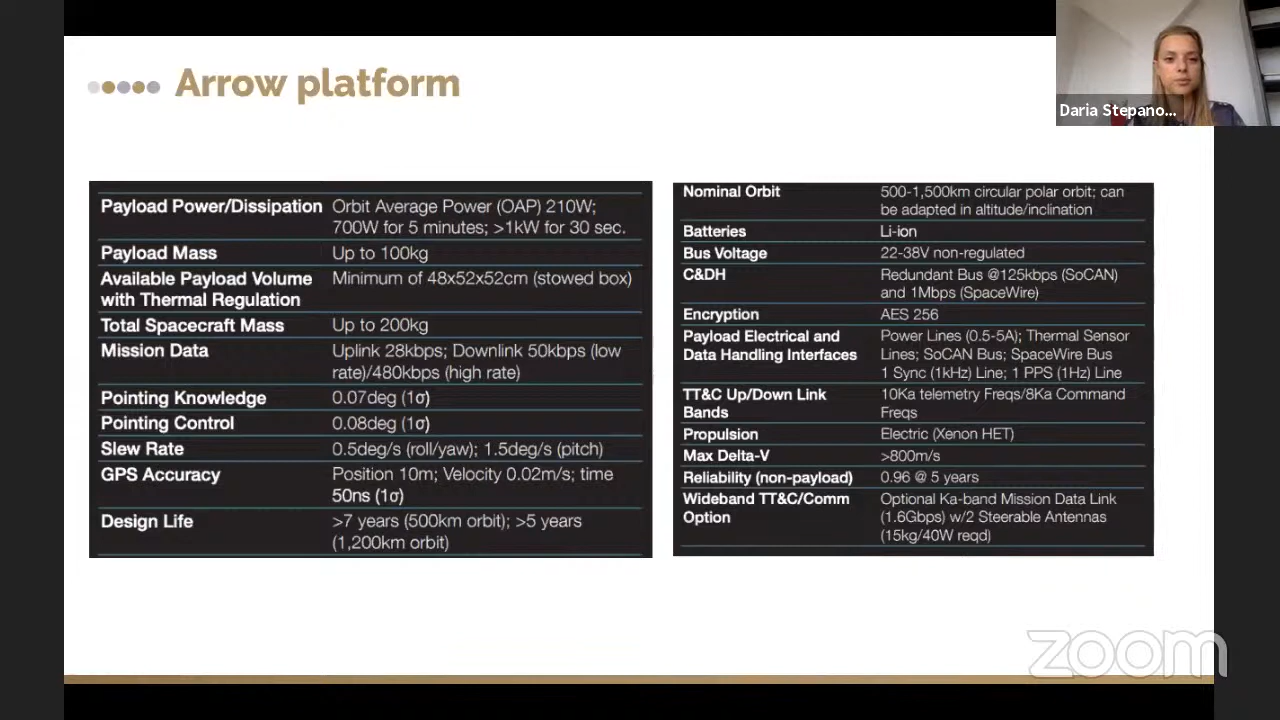 Arrow platform
Daria Stepano...
Payload Power/Dissipation Orbit Average Power (OAP) 210W;
700W for 5 minutes; >1kW for 30 sec.
Payload Mass Up to 100kg
Available Payload Volume Minimum of 48x52x52cm (stowed box)
with Thermal Regulation
Total Spacecraft Mass Up to 200kg
Mission Data Uplink 28kbps; Downlink 50kbps (low
rate)/480kbps (high rate)
Pointing Knowledge 0.07deg (1σ)
Pointing Control 0.08deg (1σ)
Slew Rate 0.5deg/s (roll/yaw); 1.5deg/s (pitch)
GPS Accuracy Position 10m; Velocity 0.02m/s; time
50ns (1σ)
Design Life >7 years (500km orbit); >5 years
(1,200km orbit)
Nominal Orbit 500-1,500km circular polar orbit; can
be adapted in altitude/inclination
Batteries Li-ion
Bus Voltage 22-38V non-regulated
C&DH Redundant Bus @125kbps (SoCAN)
and 1Mbps (SpaceWire)
Encryption AES 256
Payload Electrical and Power Lines (0.5-5A); Thermal Sensor
Data Handling Interfaces Lines; SoCAN Bus; SpaceWire Bus
1 Sync (1kHz) Line; 1 PPS (1Hz) Line
TT&C Up/Down Link 10Ka telemetry Freqs/8Ka Command
Bands Freqs
Propulsion Electric (Xenon HET)
Max Delta-V >800m/s
Reliability (non-payload) 0.96 @ 5 years
Wideband TT&C/Comm Optional Ka-band Mission Data Link
Option (1.6Gbps) w/2 Steerable Antennas
(15kg/40W reqd)
zoom